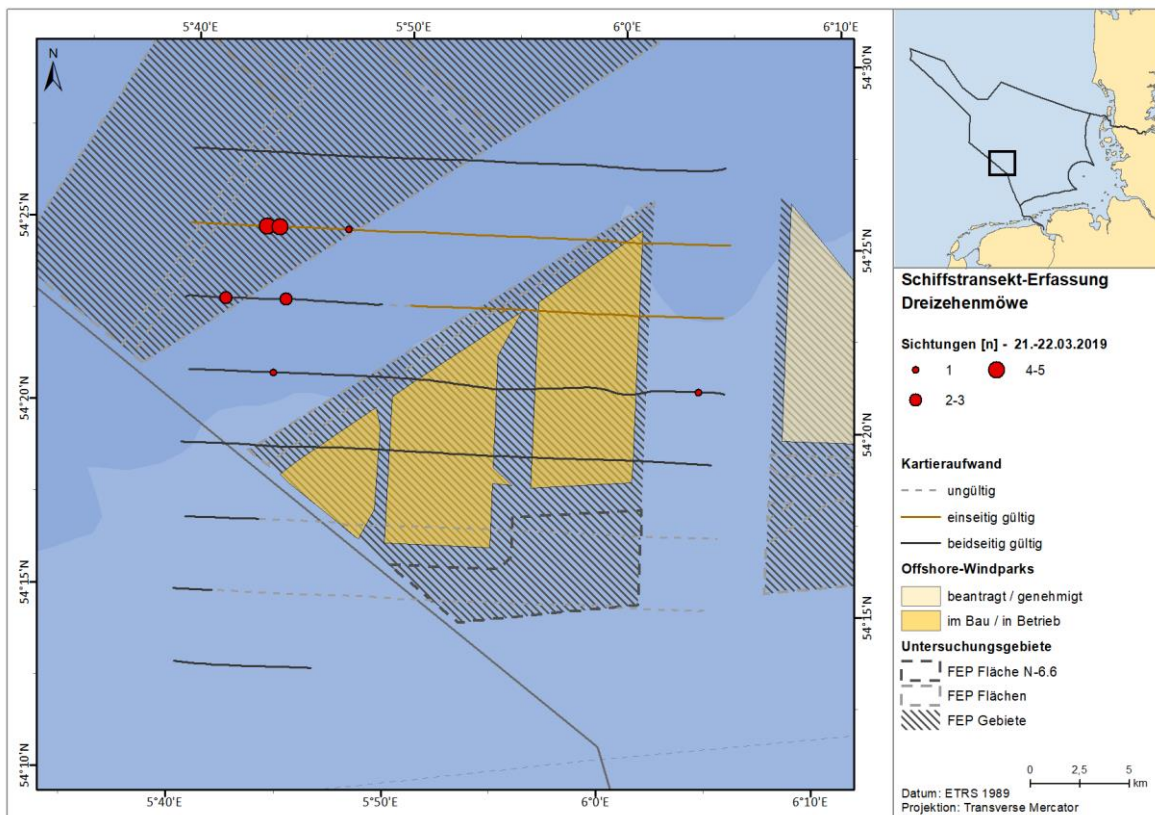 5°40'E 5°50'E 6°0'E 6°10'E
N
54°30'N
54°25'N
54°25'N
54°20'N
54°20'N
54°15'N
54°15'N
54°10'N
5°40'E 5°50'E 6°0'E 6°10'E
Schiffstransekt-Erfassung
Dreizehenmöwe
Sichtungen [n] - 21.-22.03.2019
1 4-5
2-3
Kartieraufwand
ungültig
einseitig gültig
beidseitig gültig
Offshore-Windparks
beantragt / genehmigt
im Bau / in Betrieb
Untersuchungsgebiete
FEP Fläche N-6.6
FEP Flächen
FEP Gebiete
0 2,5 5
km
Datum: ETRS 1989
Projektion: Transverse Mercator